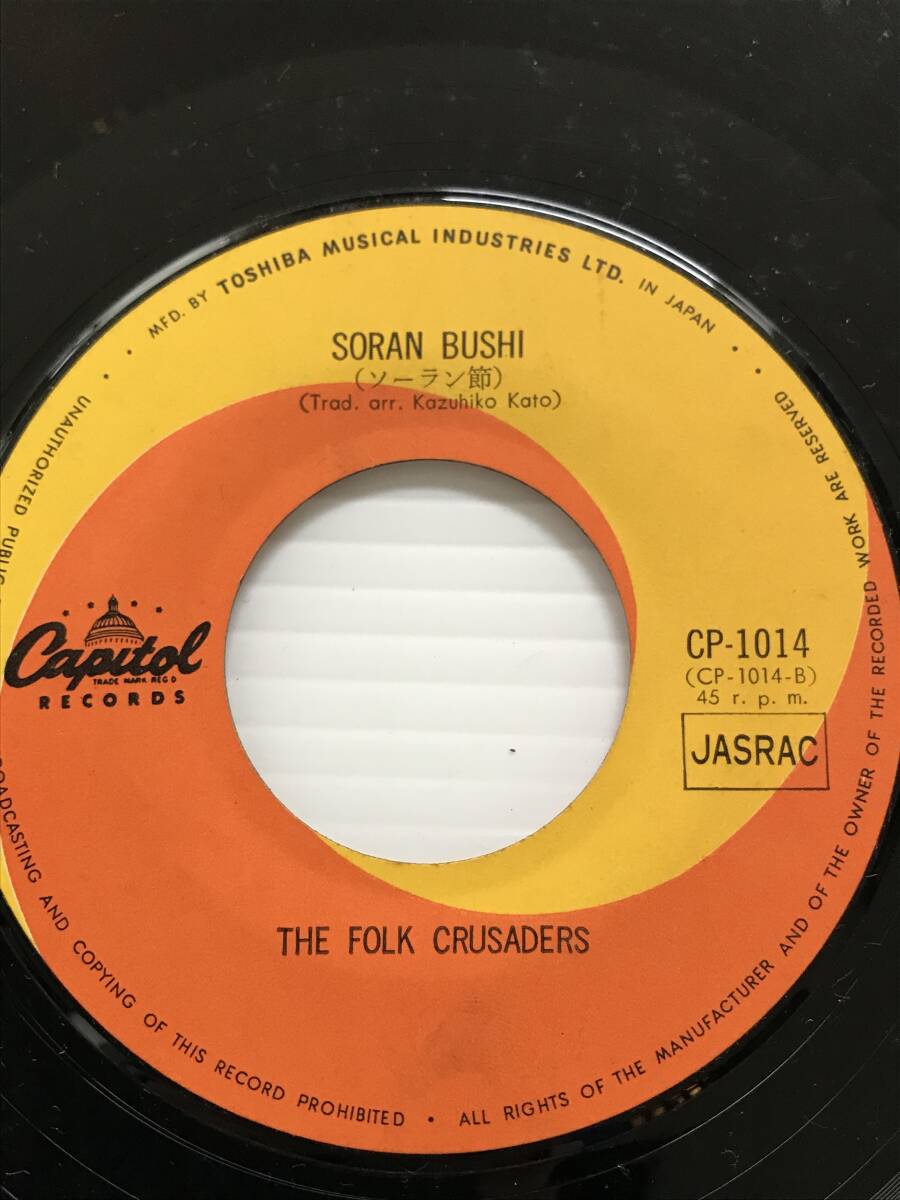 MFD. BY TOSHIBA MUSICAL INDUSTRIES LTD. IN JAPAN
SORAN BUSHI
(ソーラン節)
(Trad. arr. Kazuhiko Kato)
Capitol
TRADE MARK REG'D
RECORDS
CP-1014
(CP-1014-B)
45 r. p. m.
JASRAC
THE FOLK CRUSADERS
ALL RIGHTS OF THE MANUFACTURER AND OF THE OWNER OF THE RECORDED WORK ARE RESERVED
UNAUTHORIZED
AND COPYING OF THIS RECORD PROHIBITED